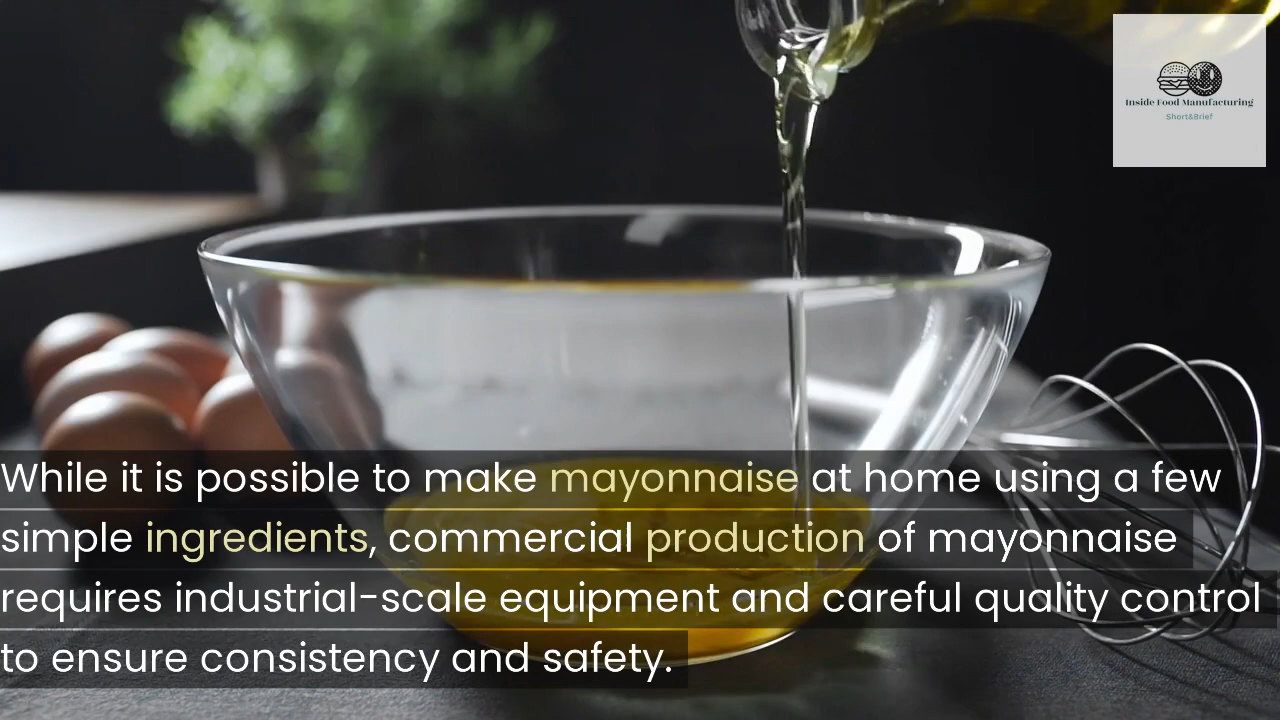 Inside Food Manufacturing
Short&Brief
While it is possible to make mayonnaise at home using a few
simple ingredients, commercial production of mayonnaise
requires industrial-scale equipment and careful quality control
to ensure consistency and safety.